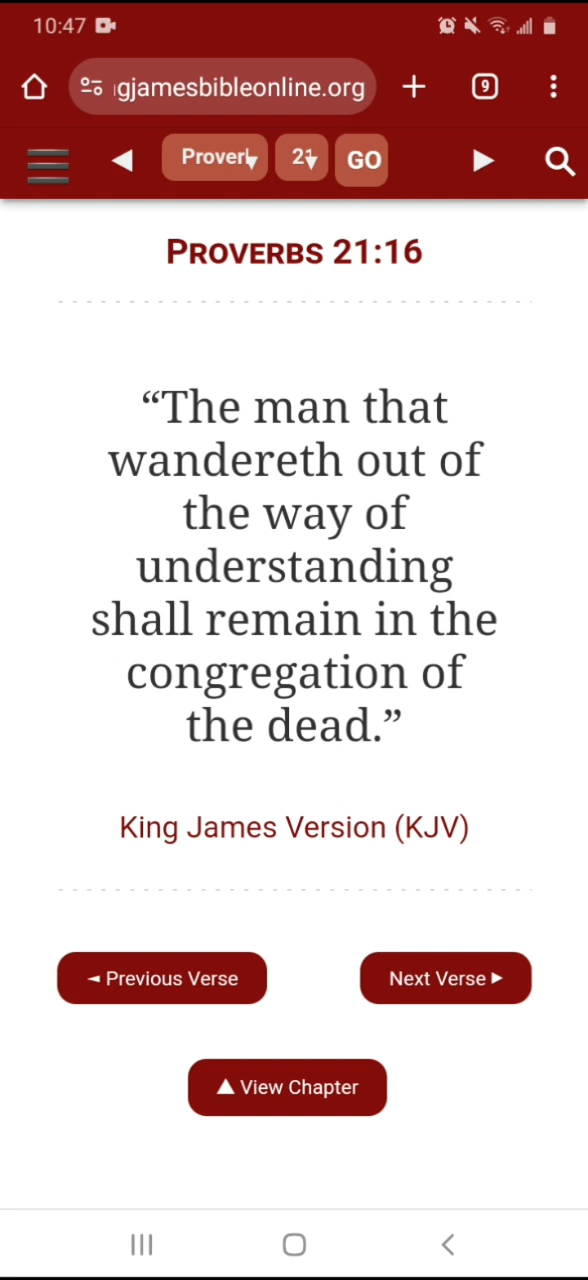 10:47
gjamesbibleonline.org
9
Proverb
21
GO
PROVERBS 21:16
“The man that
wandereth out of
the way of
understanding
shall remain in the
congregation of
the dead.”
King James Version (KJV)
◄ Previous Verse
Next Verse ►
▲ View Chapter